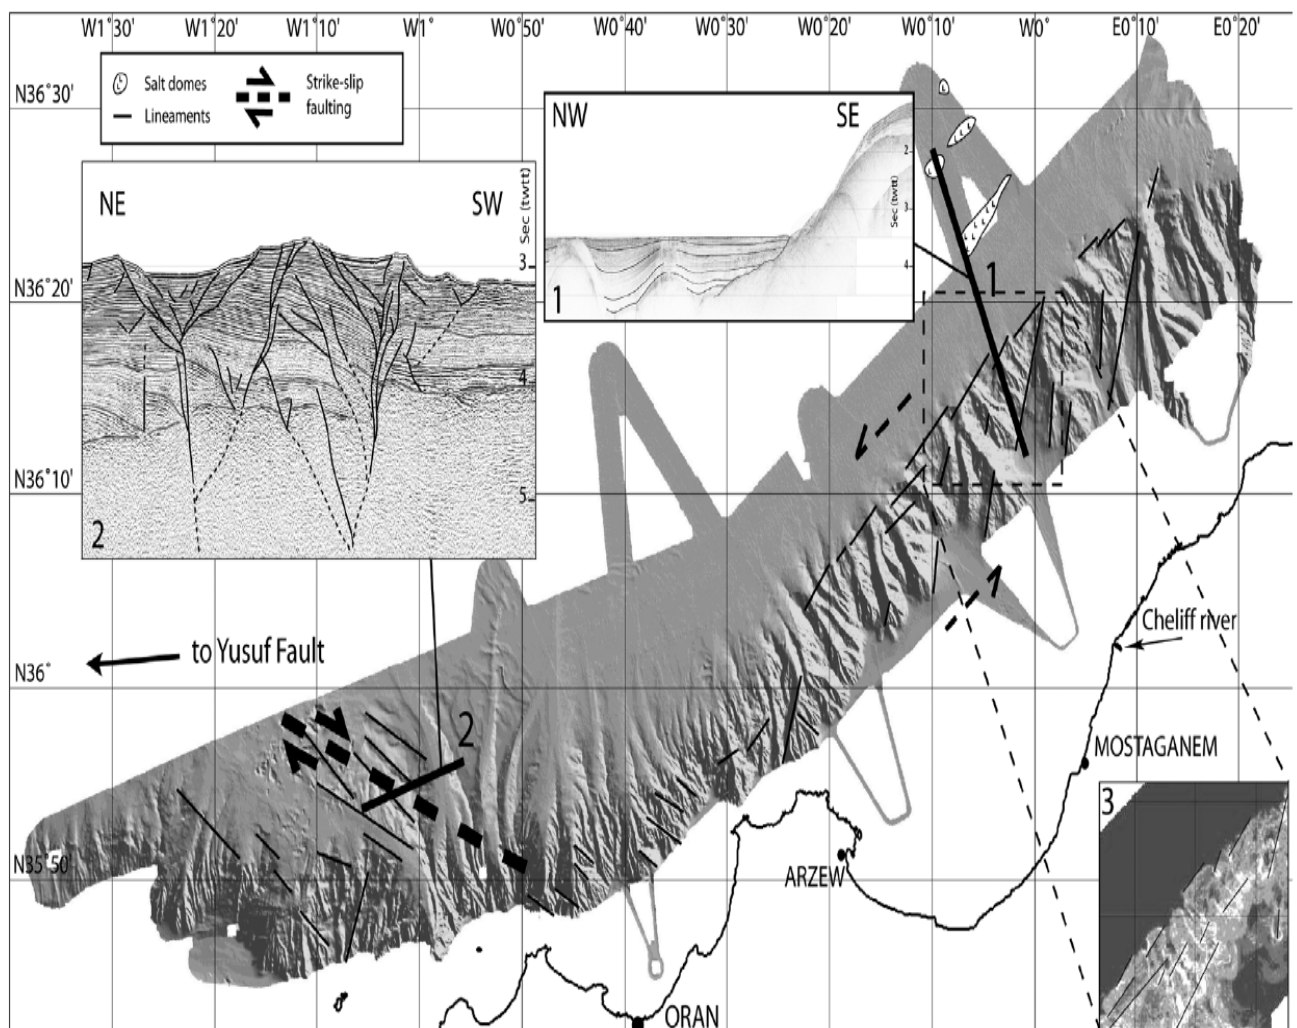 W1°30' W1°20' W1°10' W1° W0°50' W0°40' W0°30' W0°20' W0°10' W0° E0°10' E0°20'
N36°30'
N36°20'
N36°10'
N36°
N35°50'
Salt domes
Lineaments
Strike-slip
faulting
NE
SW
Sec (twtt)
3
4
5
2
NW
SE
Sec (twtt)
2
3
4
1
1
to Yusuf Fault
2
Cheliff river
MOSTAGANEM
ARZEW
ORAN
3